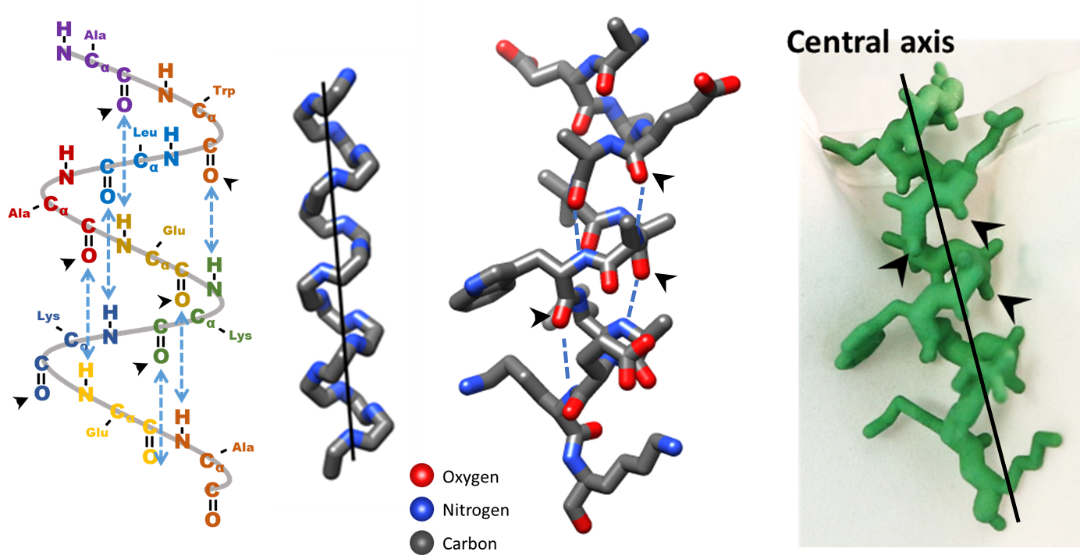 H
N
Ala
Cα
C
O
H
N
Trp
Cα
C
O
H
N
Leu
Cα
C
O
H
N
Ala
Cα
C
O
H
N
Glu
Cα
C
O
H
N
Lys
Cα
C
O
H
N
Lys
Cα
C
O
H
N
Glu
Cα
C
O
H
N
Ala
Cα
C
O
Oxygen
Nitrogen
Carbon
Central axis